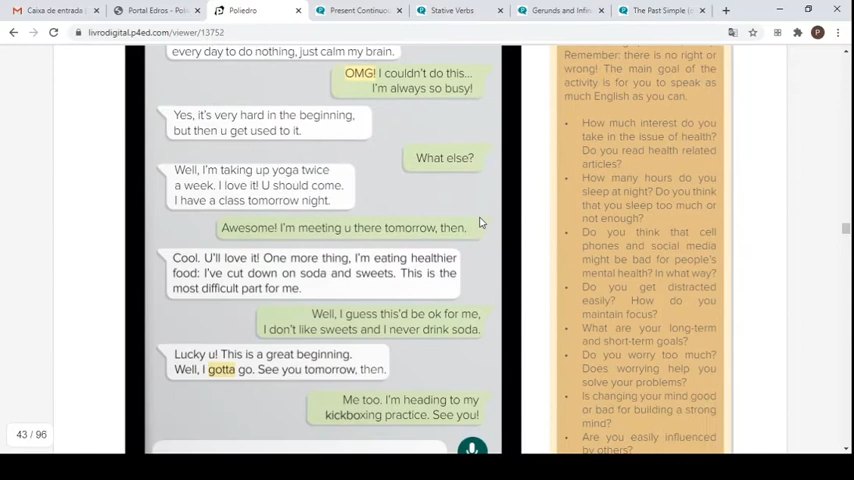 Caixa de entrada
Portal Edros - Poli
Poliedro
Present Continuou
Stative Verbs
Gerunds and Infin
The Past Simple (o
livrodigital.p4ed.com/viewer/13752
P
every day to do nothing, just calm my brain.
OMG! I couldn't do this...
I'm always so busy!
Yes, it's very hard in the beginning,
but then u get used to it.
What else?
Well, I'm taking up yoga twice
a week. I love it! U should come.
I have a class tomorrow night.
Awesome! I'm meeting u there tomorrow, then.
Cool. U'll love it! One more thing, I'm eating healthier
food: I've cut down on soda and sweets. This is the
most difficult part for me.
Well, I guess this'd be ok for me,
I don't like sweets and I never drink soda.
Lucky u! This is a great beginning.
Well, I gotta go. See you tomorrow, then.
Me too. I'm heading to my
kickboxing practice. See you!
43 / 96
Remember: there is no right or
wrong! The main goal of the
activity is for you to speak as
much English as you can.
• How much interest do you
take in the issue of health?
Do you read health related
articles?
• How many hours do you
sleep at night? Do you think
that you sleep too much or
not enough?
• Do you think that cell
phones and social media
might be bad for people's
mental health? In what way?
• Do you get distracted
easily? How do you
maintain focus?
• What are your long-term
and short-term goals?
• Do you worry too much?
Does worrying help you
solve your problems?
• Is changing your mind good
or bad for building a strong
mind?
• Are you easily influenced
by others?